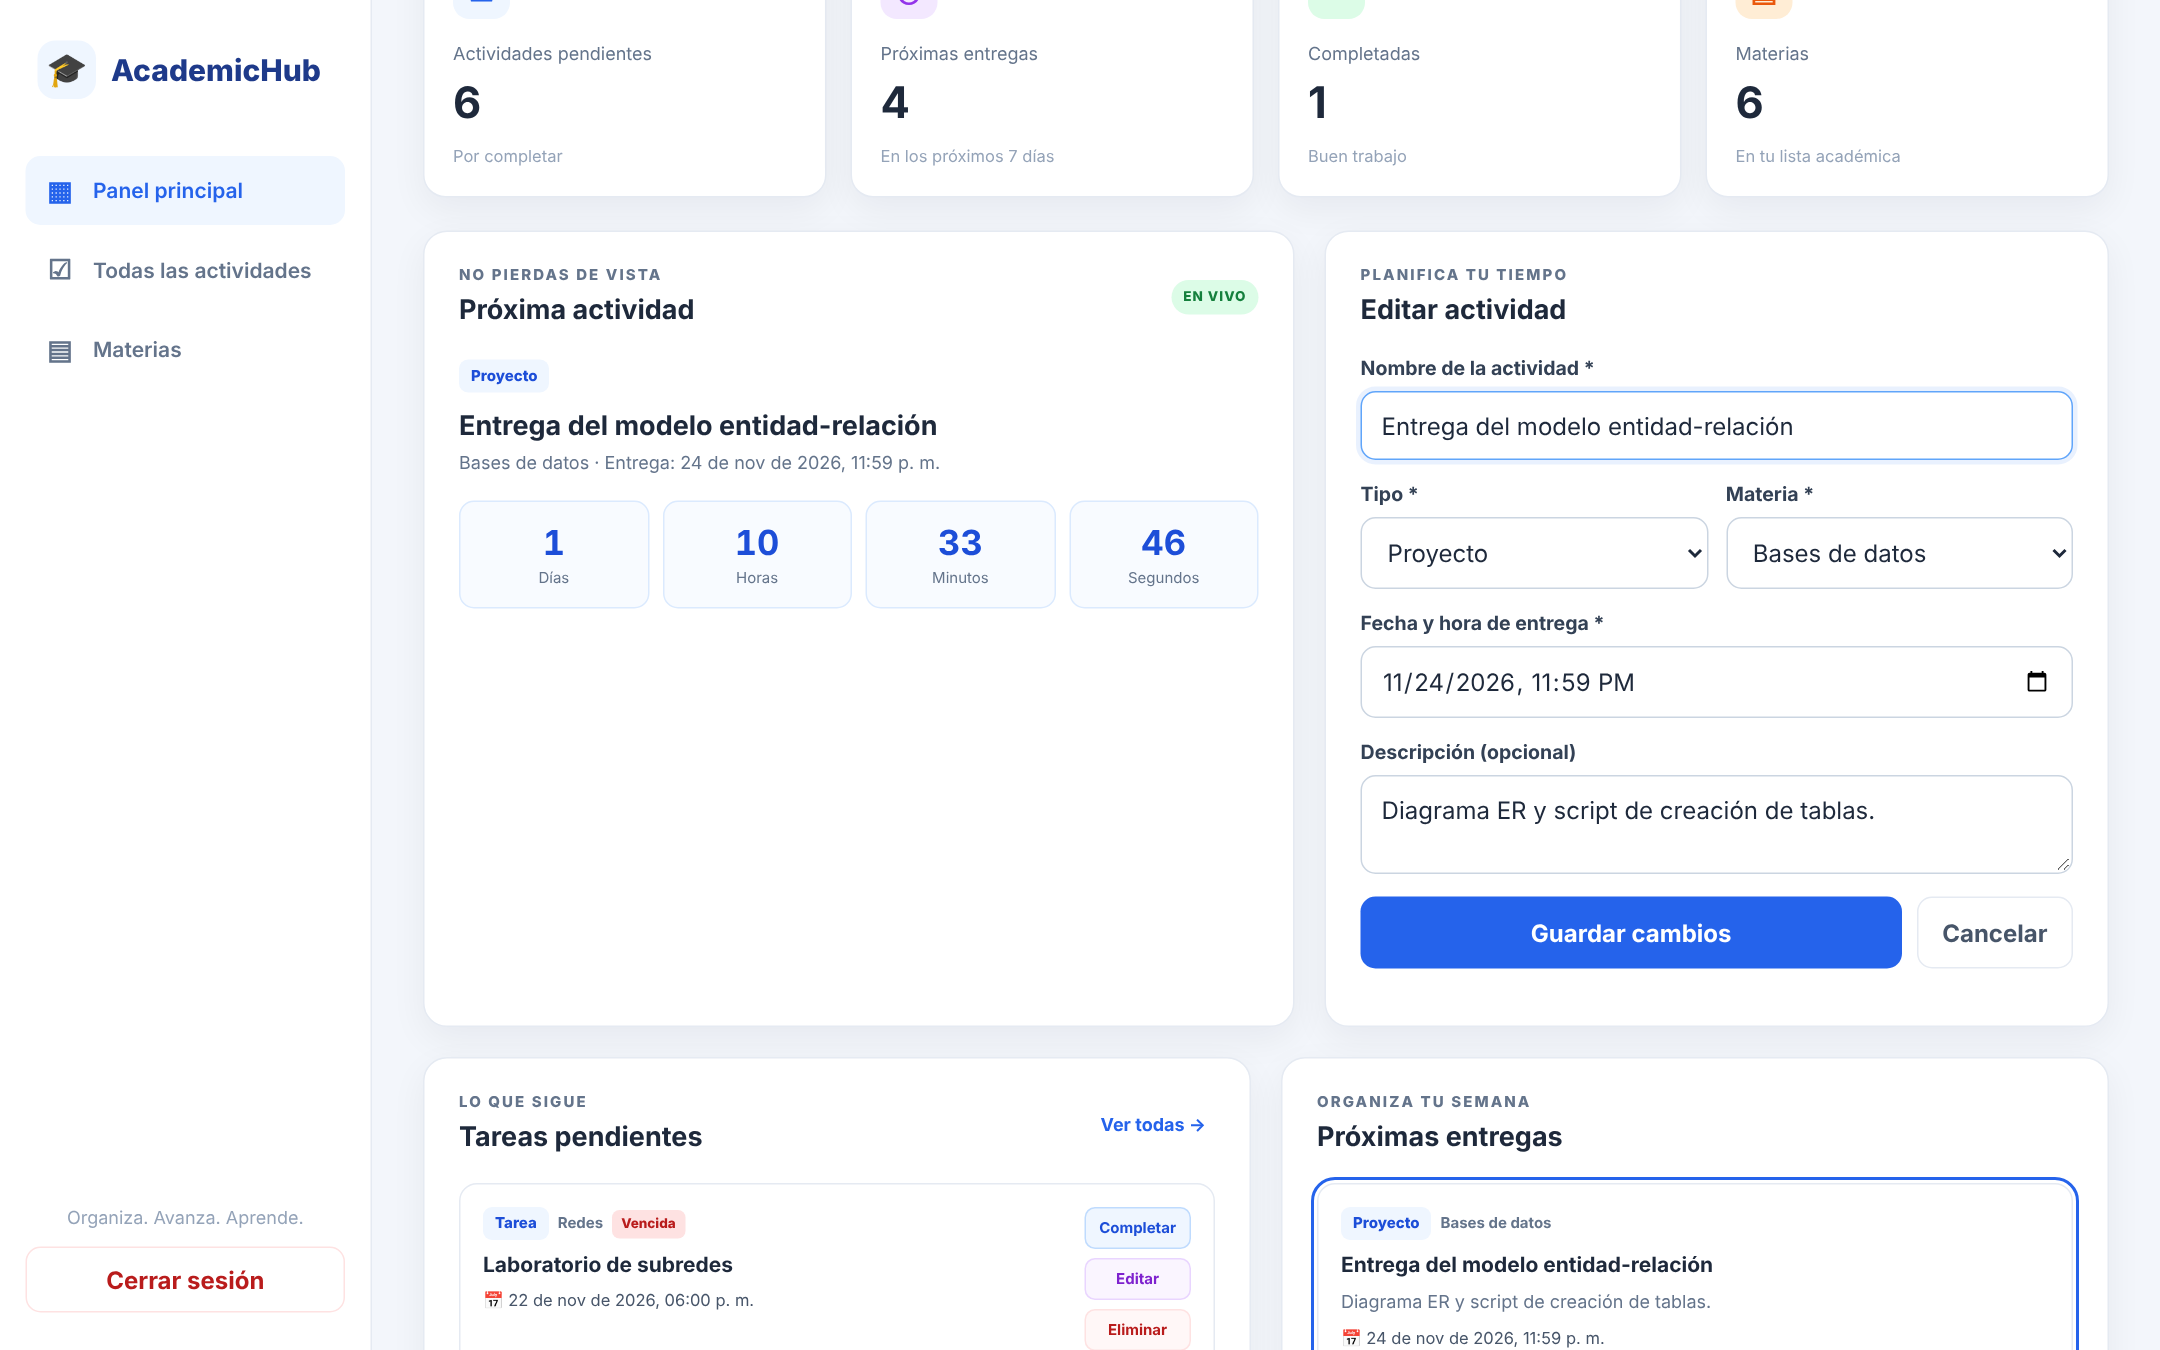 AcademicHub
Panel principal
Todas las actividades
Materias
Organiza. Avanza. Aprende.
Cerrar sesión
Actividades pendientes
6
Por completar
Próximas entregas
4
En los próximos 7 días
Completadas
1
Buen trabajo
Materias
6
En tu lista académica
NO PIERDAS DE VISTA
Próxima actividad
EN VIVO
Proyecto
Entrega del modelo entidad-relación
Bases de datos · Entrega: 24 de nov de 2026, 11:59 p. m.
1
Días
10
Horas
33
Minutos
46
Segundos
PLANIFICA TU TIEMPO
Editar actividad
Nombre de la actividad *
Entrega del modelo entidad-relación
Tipo *
Proyecto
Materia *
Bases de datos
Fecha y hora de entrega *
11/24/2026, 11:59 PM
Descripción (opcional)
Diagrama ER y script de creación de tablas.
Guardar cambios
Cancelar
LO QUE SIGUE
Tareas pendientes
Ver todas →
Tarea Redes Vencida
Laboratorio de subredes
22 de nov de 2026, 06:00 p. m.
Completar
Editar
Eliminar
ORGANIZA TU SEMANA
Próximas entregas
Proyecto Bases de datos
Entrega del modelo entidad-relación
Diagrama ER y script de creación de tablas.
24 de nov de 2026, 11:59 p. m.